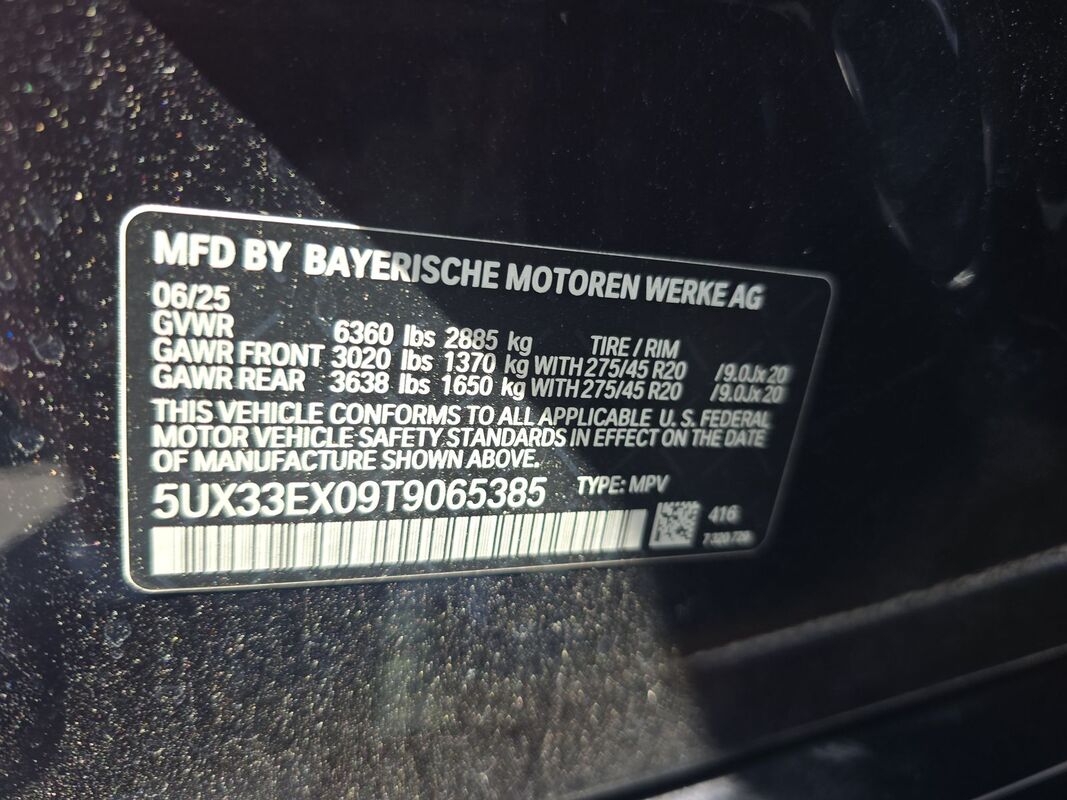 MFD BY BAYERISCHE MOTOREN WERKE AG
06/25
GVWR 6360 lbs 2885 kg TIRE / RIM
GAWR FRONT 3020 lbs 1370 kg WITH 275/45 R20 /9.0Jx20
GAWR REAR 3638 lbs 1650 kg WITH 275/45 R20 /9.0Jx20
THIS VEHICLE CONFORMS TO ALL APPLICABLE U.S. FEDERAL
MOTOR VEHICLE SAFETY STANDARDS IN EFFECT ON THE DATE
OF MANUFACTURE SHOWN ABOVE.
5UX33EX09T9065385 TYPE: MPV
416